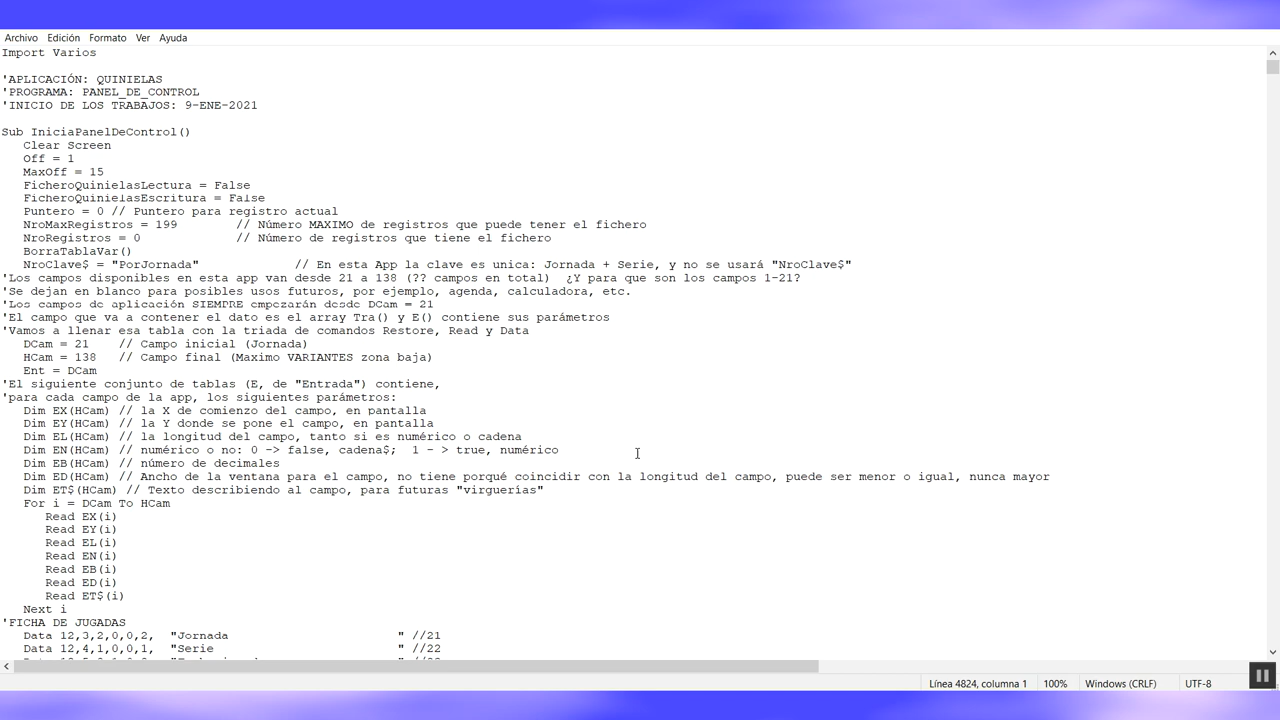 Archivo Edición Formato Ver Ayuda
Import Varios
'APLICACIÓN: QUINIELAS
'PROGRAMA: PANEL_DE_CONTROL
'INICIO DE LOS TRABAJOS: 9-ENE-2021
Sub IniciaPanelDeControl()
Clear Screen
Off = 1
MaxOff = 15
FicheroQuinielasLectura = False
FicheroQuinielasEscritura = False
Puntero = 0 // Puntero para registro actual
NroMaxRegistros = 199 // Número MAXIMO de registros que puede tener el fichero
NroRegistros = 0 // Número de registros que tiene el fichero
BorraTablaVar()
NroClave$ = "PorJornada" // En esta App la clave es unica: Jornada + Serie, y no se usará "NroClave$"
'Los campos disponibles en esta app van desde 21 a 138 (?? campos en total) ¿Y para que son los campos 1-21?
'Se dejan en blanco para posibles usos futuros, por ejemplo, agenda, calculadora, etc.
'Los campos de aplicación SIEMPRE empezarán desde DCam = 21
'El campo que va a contener el dato es el array Tra() y E() contiene sus parámetros
'Vamos a llenar esa tabla con la triada de comandos Restore, Read y Data
DCam = 21 // Campo inicial (Jornada)
HCam = 138 // Campo final (Maximo VARIANTES zona baja)
Ent = DCam
'El siguiente conjunto de tablas (E, de "Entrada") contiene,
'para cada campo de la app, los siguientes parámetros:
Dim EX(HCam) // la X de comienzo del campo, en pantalla
Dim EY(HCam) // la Y donde se pone el campo, en pantalla
Dim EL(HCam) // la longitud del campo, tanto si es numérico o cadena
Dim EN(HCam) // numérico o no: 0 -> false, cadena$; 1 - > true, numérico
Dim EB(HCam) // número de decimales
Dim ED(HCam) // Ancho de la ventana para el campo, no tiene porqué coincidir con la longitud del campo, puede ser menor o igual, nunca mayor
Dim ET$(HCam) // Texto describiendo al campo, para futuras "virguerías"
For i = DCam To HCam
Read EX(i)
Read EY(i)
Read EL(i)
Read EN(i)
Read EB(i)
Read ED(i)
Read ET$(i)
Next i
'FICHA DE JUGADAS
Data 12,3,2,0,0,2, "Jornada " //21
Data 12,4,1,0,0,1, "Serie " //22
Línea 4824, columna 1 100% Windows (CRLF) UTF-8